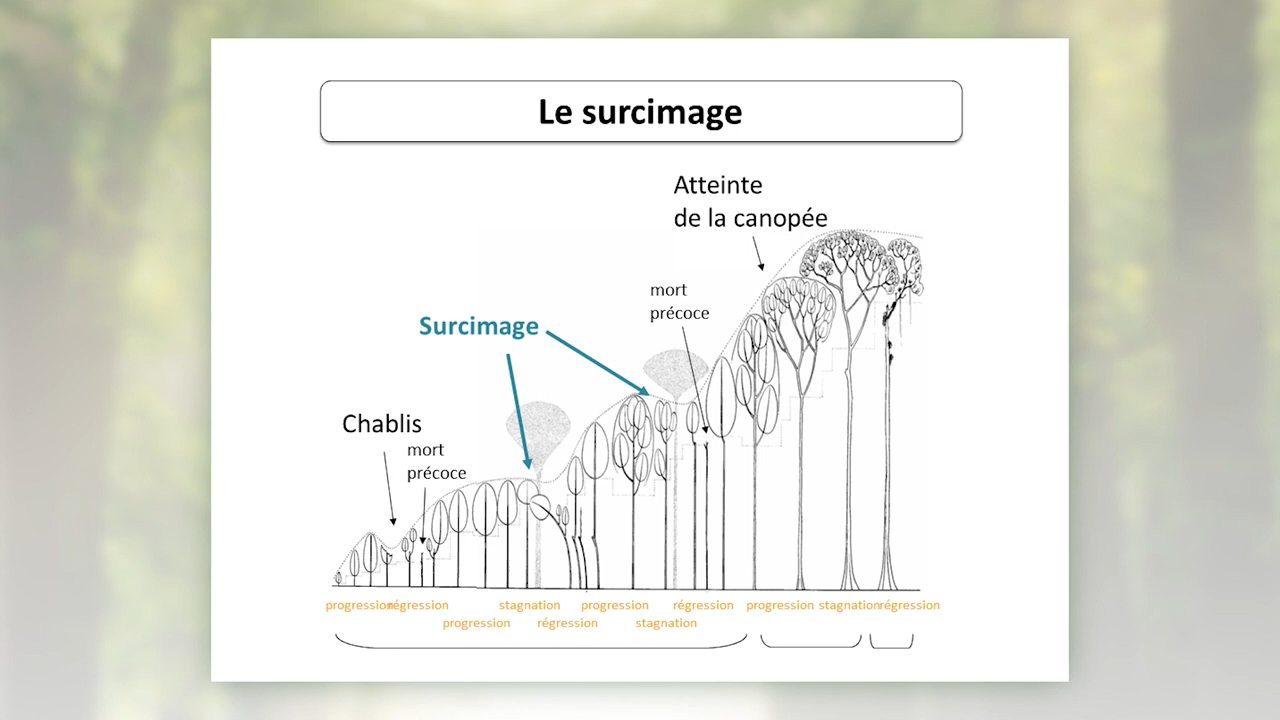 Le surcimage
Atteinte
de la canopée
mort
précoce
Surcimage
Chablis
mort
précoce
progression
régression
stagnation
progression
régression
progression
stagnation
régression
progression
régression
stagnation